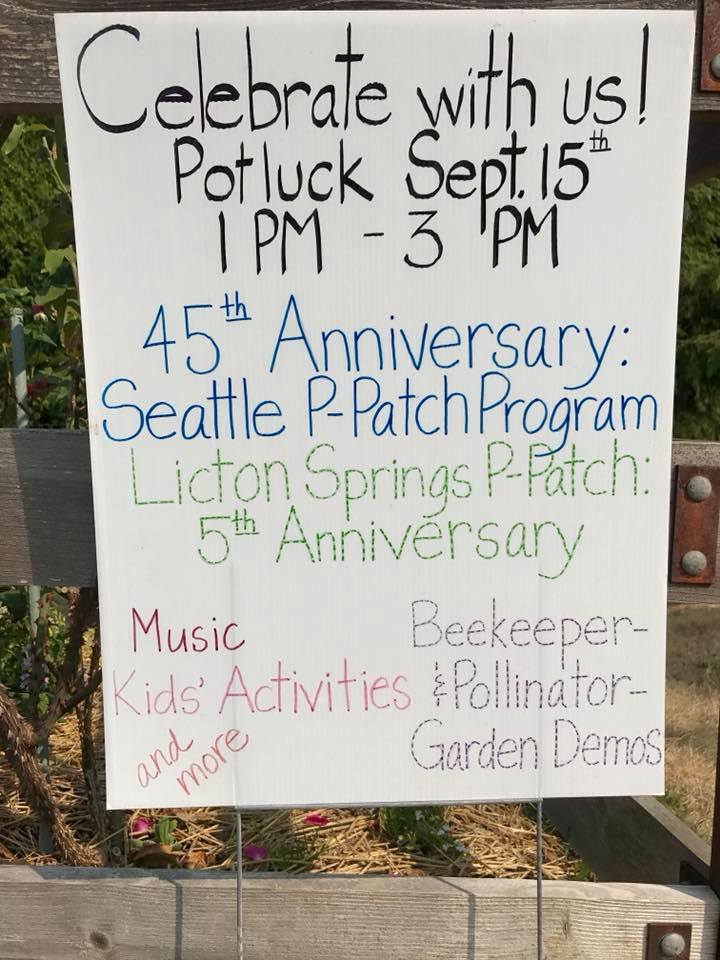 Celebrate with us!
Potluck Sept. 15th
1 PM - 3 PM
45th Anniversary:
Seattle P-Patch Program
Licton Springs P-Patch:
5th Anniversary
Music
Kids' Activities
and more
Beekeeper-
& Pollinator-
Garden Demos